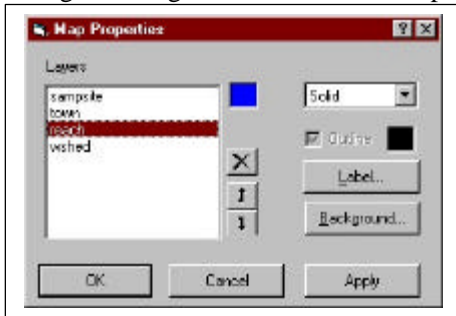 Map Properties
Layers
sampsite
town
reach
wshed
Solid
Outline
Label...
Background...
OK
Cancel
Apply